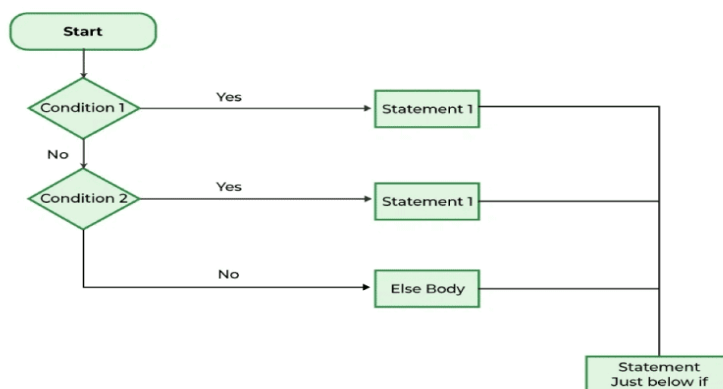 Start
Condition 1
Yes
Statement 1
No
Condition 2
Yes
Statement 1
No
Else Body
Statement
Just below if